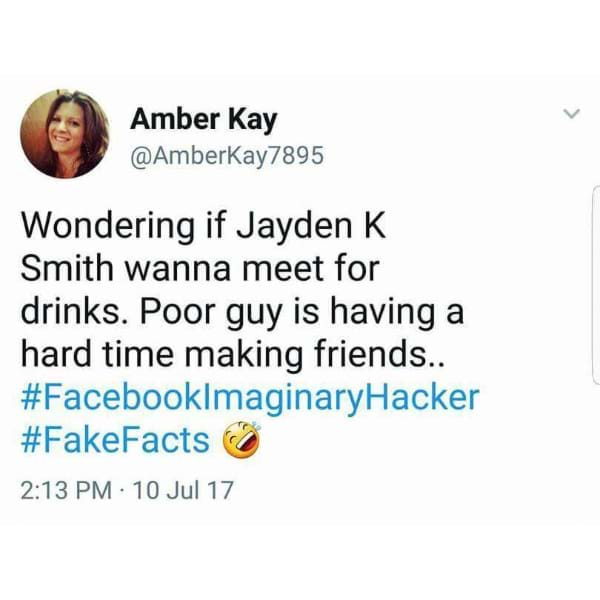 Amber Kay
@AmberKay7895
Wondering if Jayden K
Smith wanna meet for
drinks. Poor guy is having a
hard time making friends..
#FacebookImaginaryHacker
#FakeFacts 🤣
2:13 PM · 10 Jul 17